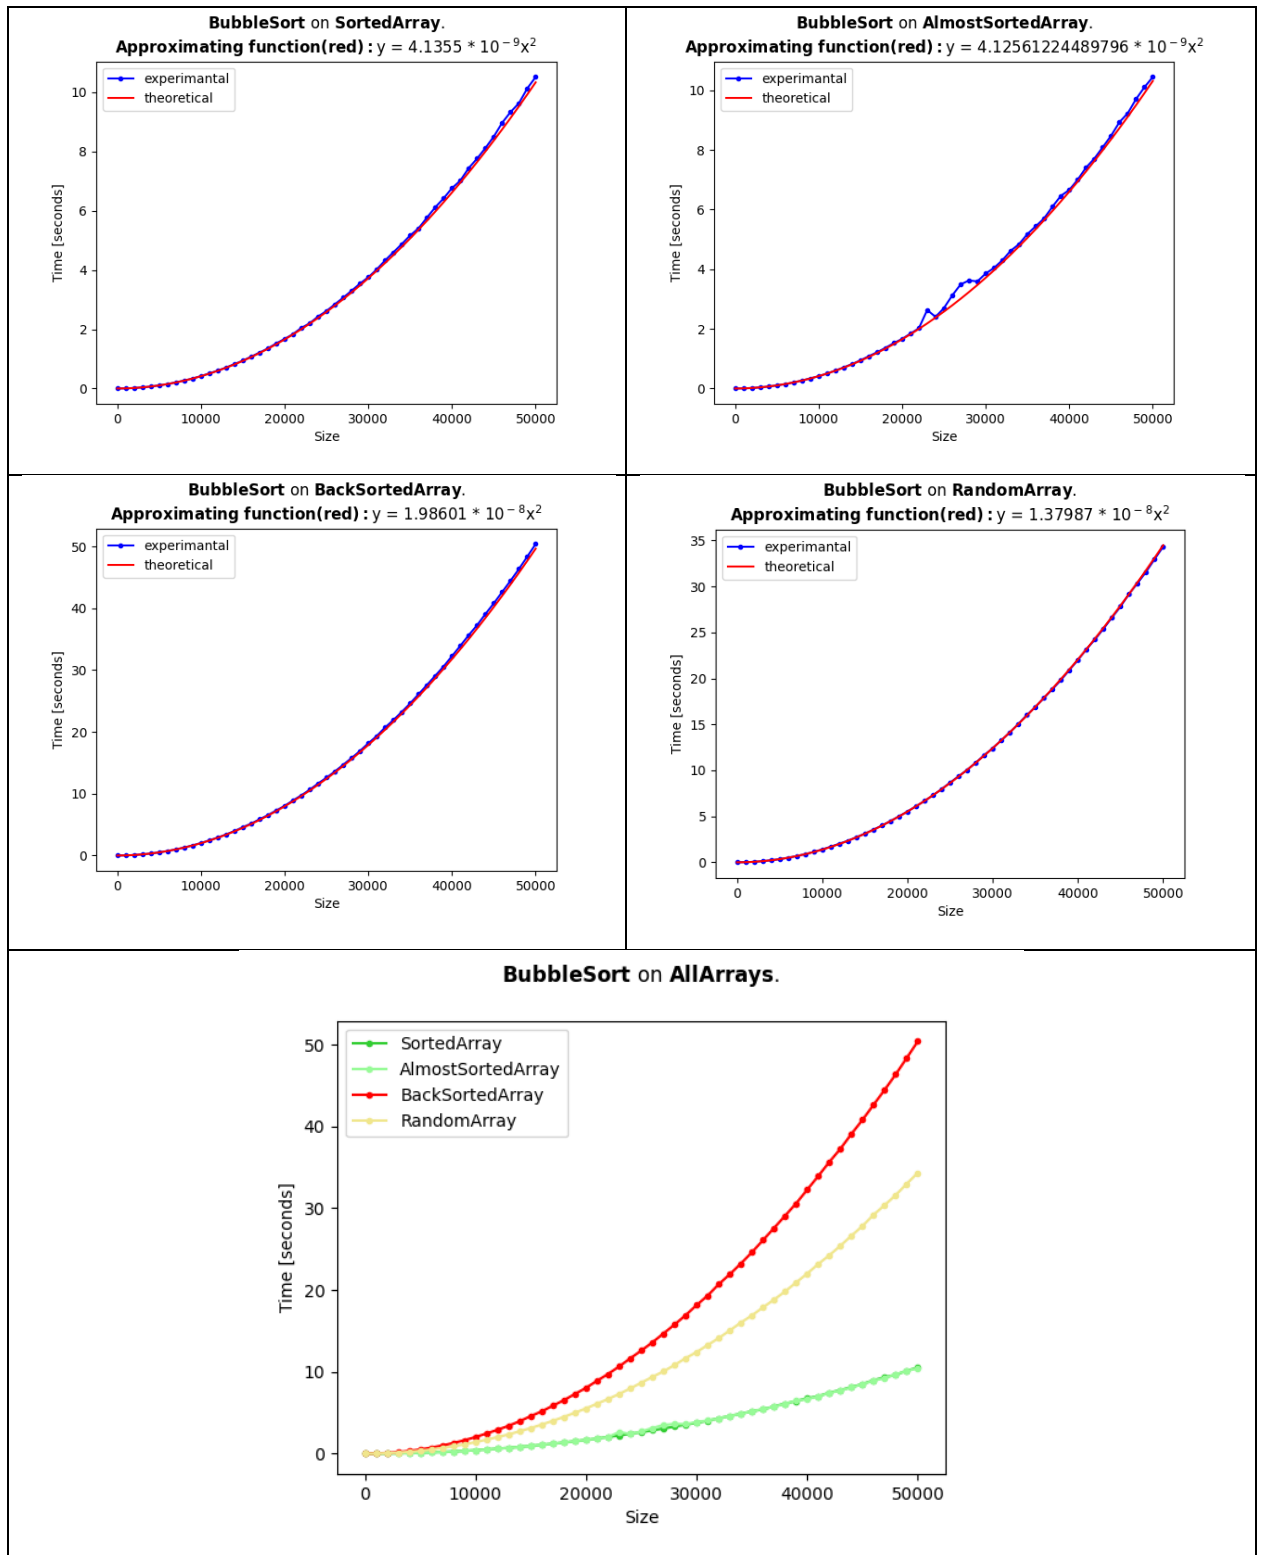 BubbleSort on SortedArray.
Approximating function(red): y = 4.1355 * 10⁻⁹x²
experimantal
theoretical
10
8
6
4
2
0
Time [seconds]
0 10000 20000 30000 40000 50000
Size
BubbleSort on AlmostSortedArray.
Approximating function(red): y = 4.12561224489796 * 10⁻⁹x²
experimantal
theoretical
10
8
6
4
2
0
Time [seconds]
0 10000 20000 30000 40000 50000
Size
BubbleSort on BackSortedArray.
Approximating function(red): y = 1.98601 * 10⁻⁸x²
experimantal
theoretical
50
40
30
20
10
0
Time [seconds]
0 10000 20000 30000 40000 50000
Size
BubbleSort on RandomArray.
Approximating function(red): y = 1.37987 * 10⁻⁸x²
experimantal
theoretical
35
30
25
20
15
10
5
0
Time [seconds]
0 10000 20000 30000 40000 50000
Size
BubbleSort on AllArrays.
SortedArray
AlmostSortedArray
BackSortedArray
RandomArray
50
40
30
20
10
0
Time [seconds]
0 10000 20000 30000 40000 50000
Size